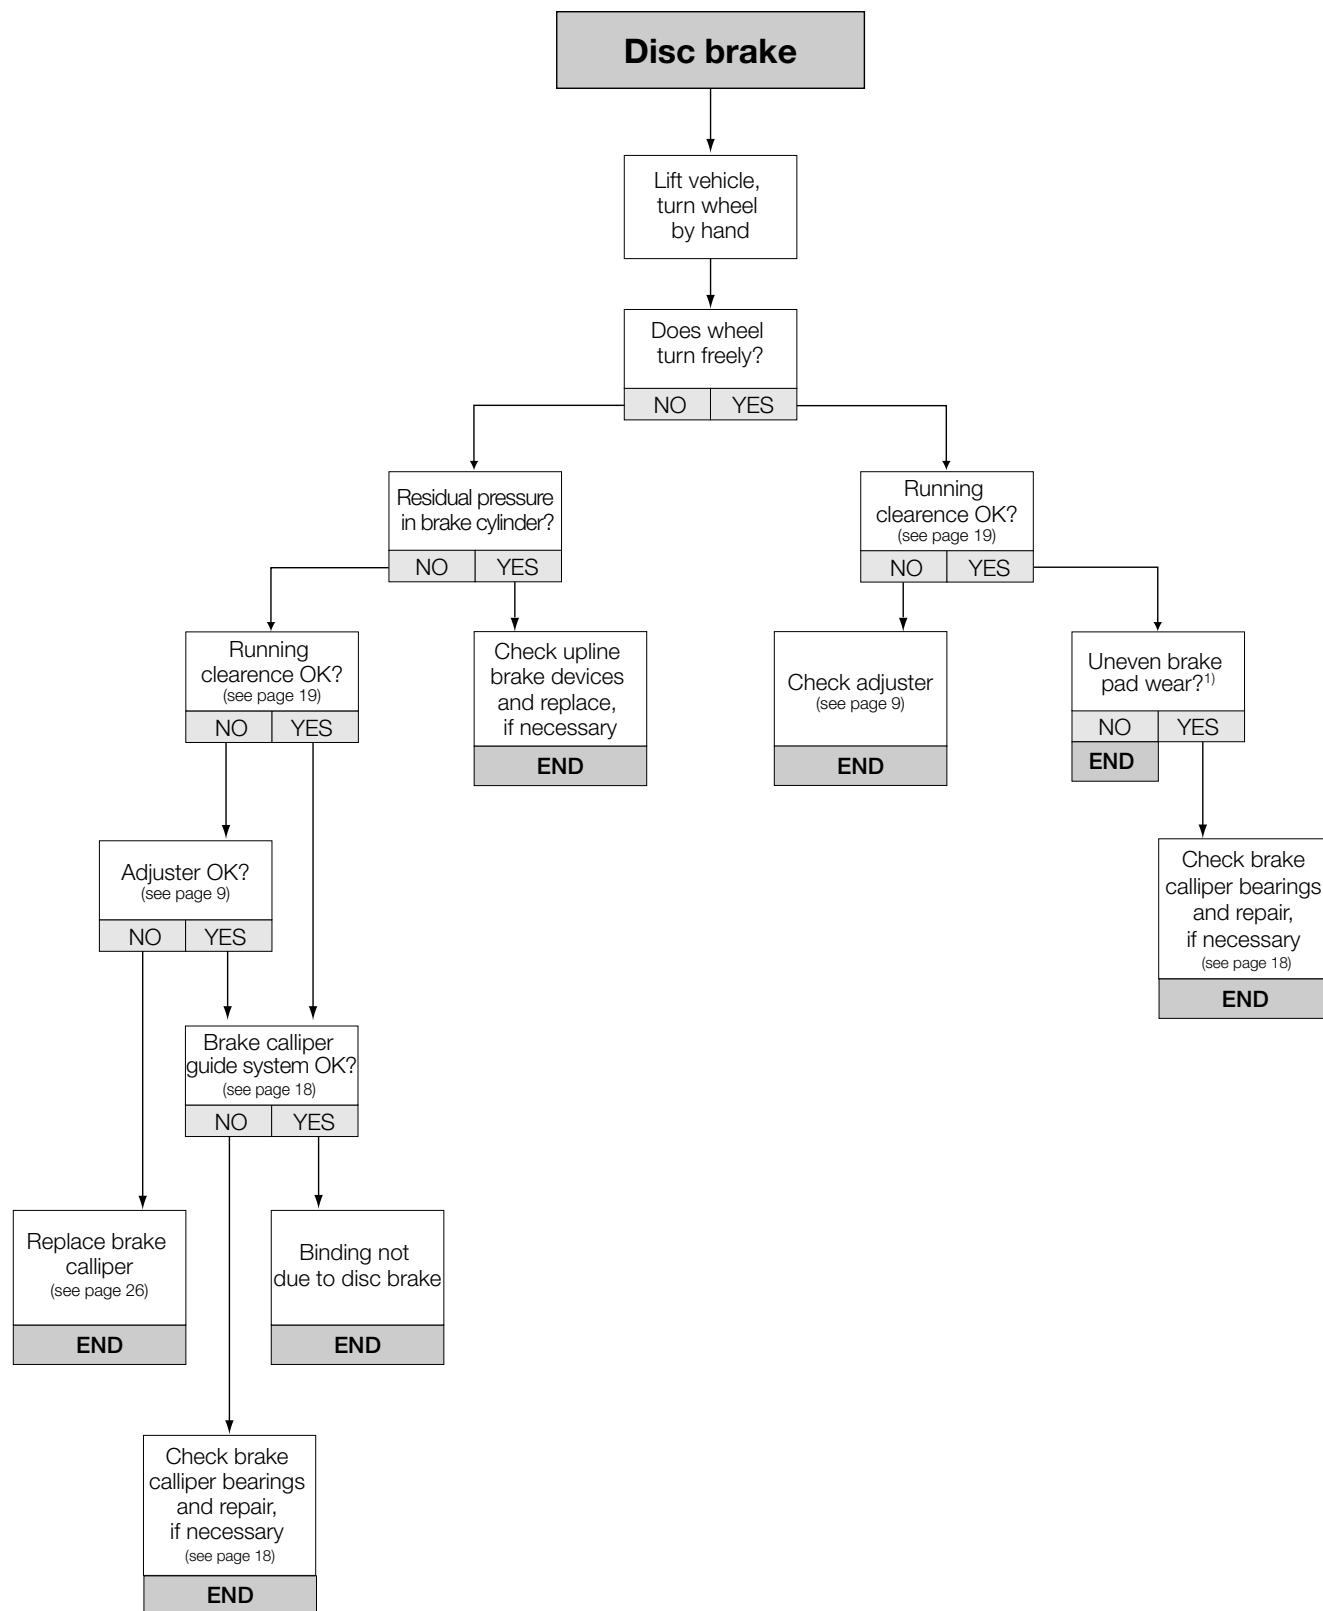 Disc brake
Lift vehicle,
turn wheel
by hand
Does wheel
turn freely?
NO YES
Residual pressure
in brake cylinder?
NO YES
Running
clearence OK?
(see page 19)
NO YES
Running
clearence OK?
(see page 19)
NO YES
Check upline
brake devices
and replace,
if necessary
END
Check adjuster
(see page 9)
END
Uneven brake
pad wear?1)
NO YES
END
Adjuster OK?
(see page 9)
NO YES
Check brake
calliper bearings
and repair,
if necessary
(see page 18)
END
Brake calliper
guide system OK?
(see page 18)
NO YES
Replace brake
calliper
(see page 26)
END
Binding not
due to disc brake
END
Check brake
calliper bearings
and repair,
if necessary
(see page 18)
END